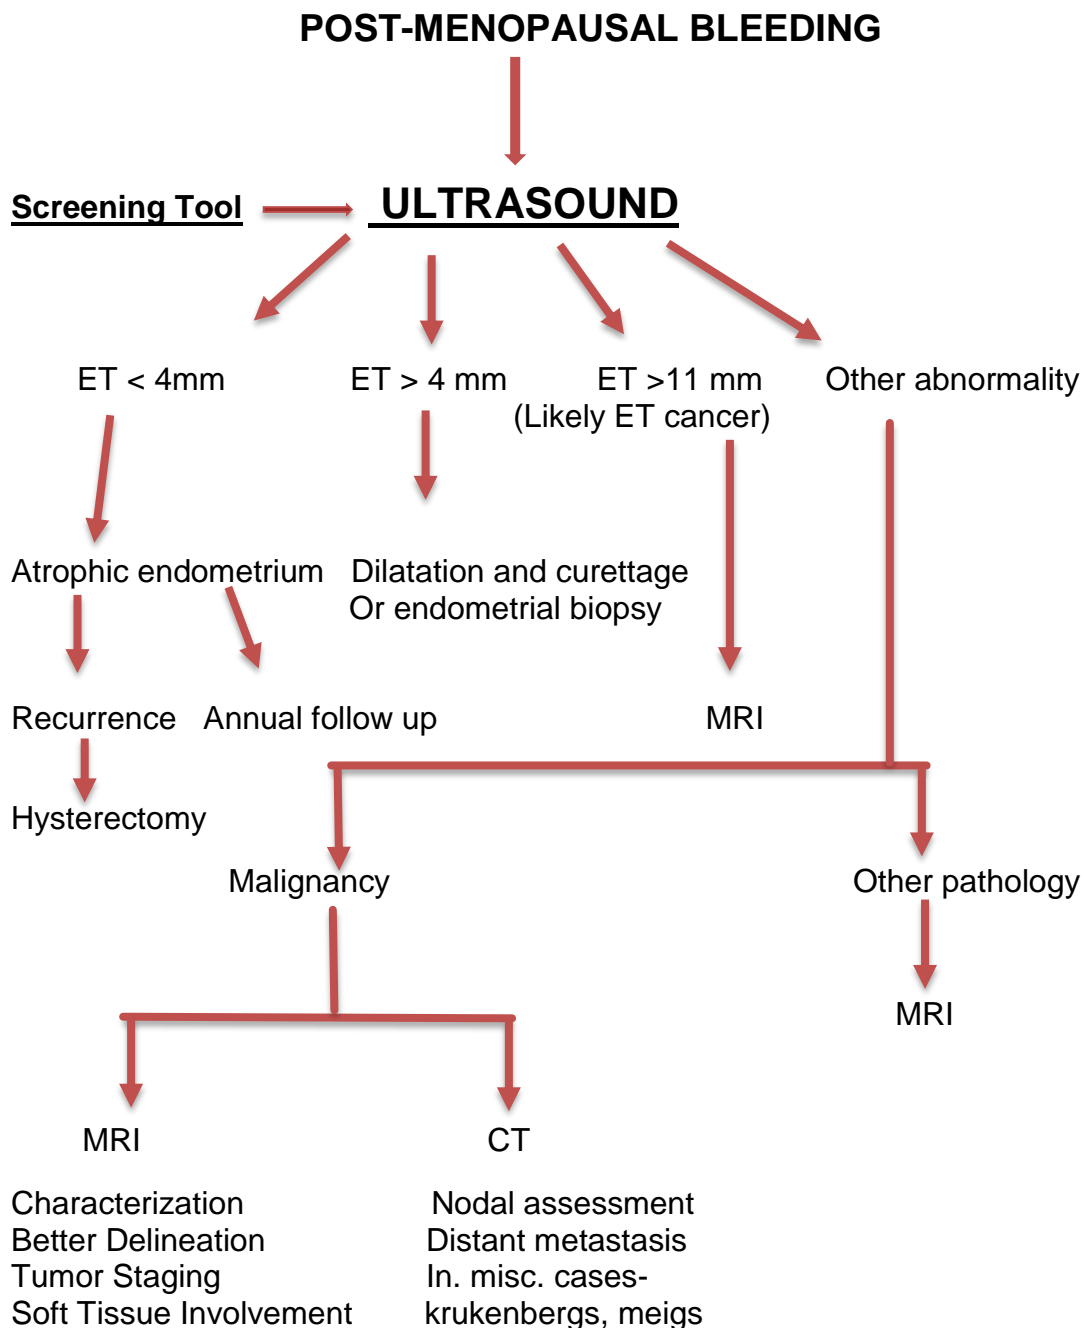 POST-MENOPAUSAL BLEEDING
Screening Tool
ULTRASOUND
ET < 4mm
ET > 4 mm
ET >11 mm
(Likely ET cancer)
Other abnormality
Atrophic endometrium
Dilatation and curettage
Or endometrial biopsy
Recurrence
Annual follow up
MRI
Hysterectomy
Malignancy
Other pathology
MRI
MRI
CT
Characterization
Better Delineation
Tumor Staging
Soft Tissue Involvement
Nodal assessment
Distant metastasis
In. misc. cases-
krukenbergs, meigs